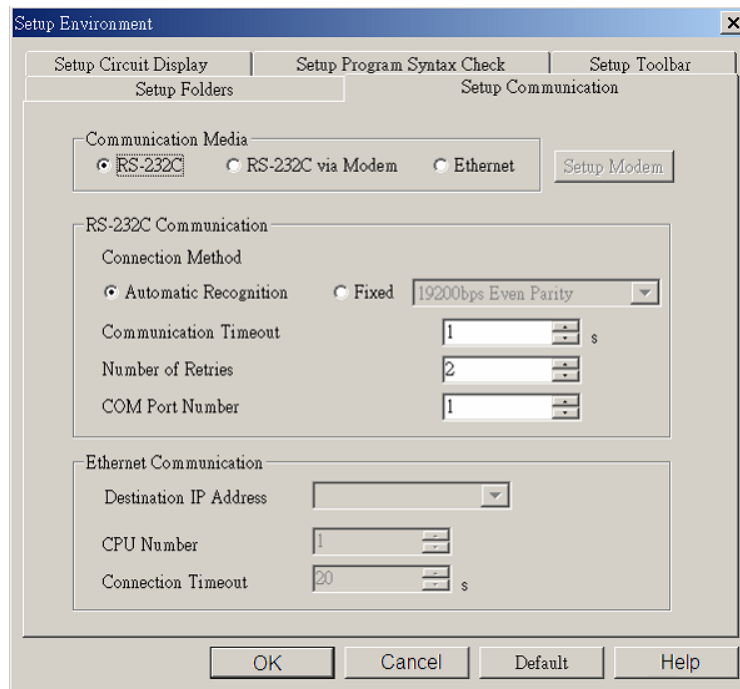 Setup Environment
Setup Circuit Display Setup Program Syntax Check Setup Toolbar
Setup Folders Setup Communication
Communication Media
RS-232C RS-232C via Modem Ethernet Setup Modem
RS-232C Communication
Connection Method
Automatic Recognition Fixed 19200bps Even Parity
Communication Timeout 1 s
Number of Retries 2
COM Port Number 1
Ethernet Communication
Destination IP Address
CPU Number 1
Connection Timeout 20 s
OK Cancel Default Help